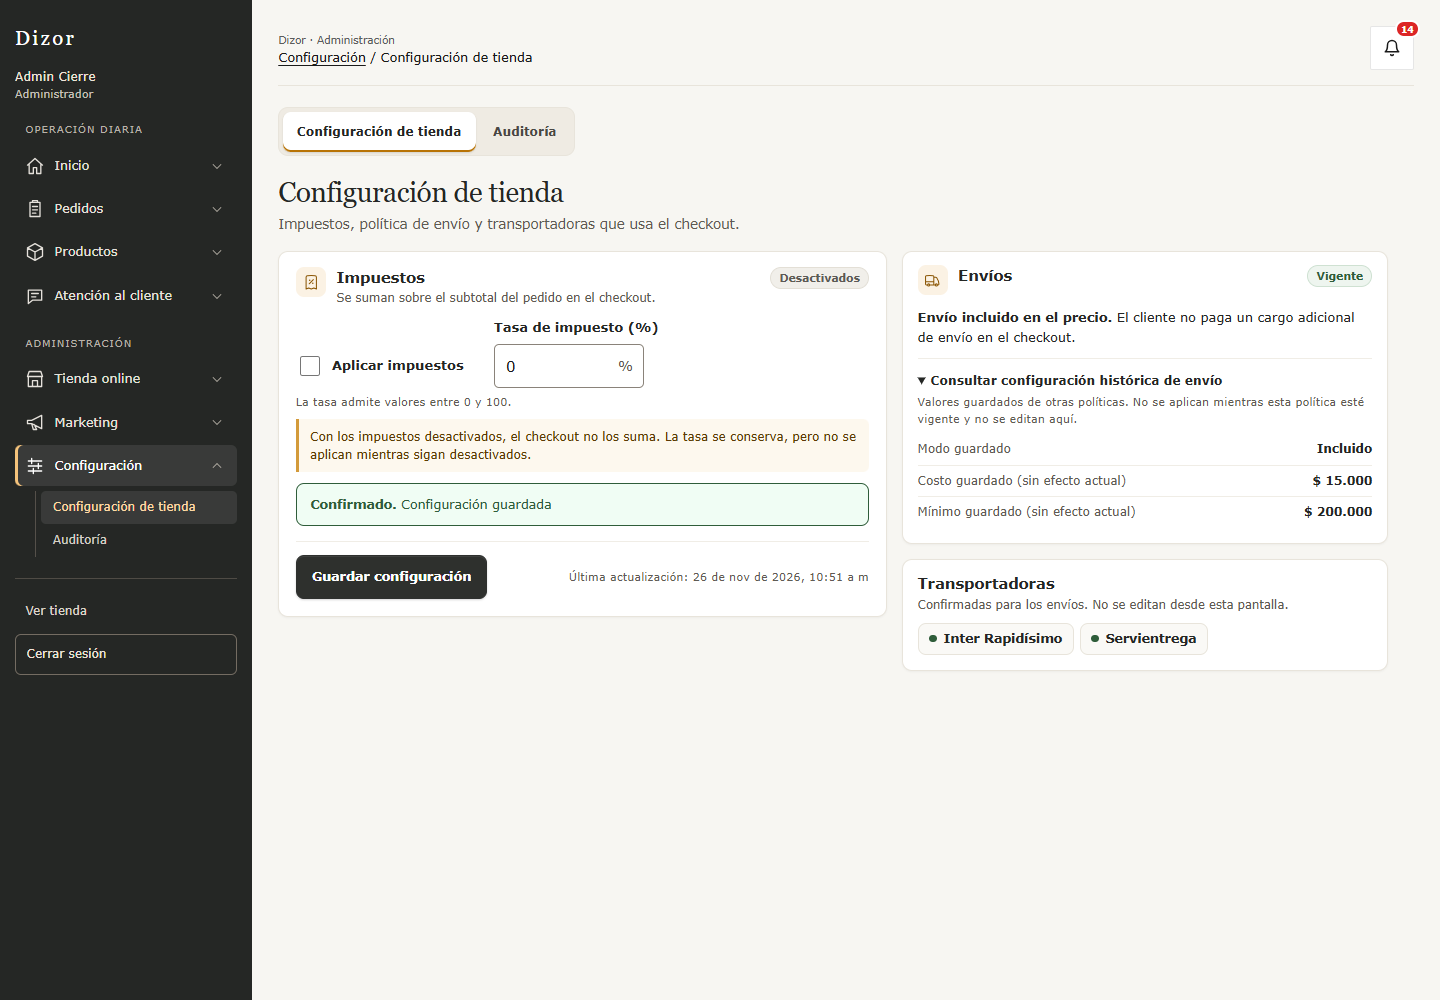 Dizor
Admin Cierre
Administrador
OPERACIÓN DIARIA
Inicio
Pedidos
Productos
Atención al cliente
ADMINISTRACIÓN
Tienda online
Marketing
Configuración
Configuración de tienda
Auditoría
Ver tienda
Cerrar sesión
Dizor · Administración
Configuración / Configuración de tienda
14
Configuración de tienda
Auditoría
Configuración de tienda
Impuestos, política de envío y transportadoras que usa el checkout.
Impuestos
Desactivados
Se suman sobre el subtotal del pedido en el checkout.
Tasa de impuesto (%)
Aplicar impuestos
0 %
La tasa admite valores entre 0 y 100.
Con los impuestos desactivados, el checkout no los suma. La tasa se conserva, pero no se
aplican mientras sigan desactivados.
Confirmado. Configuración guardada
Guardar configuración
Última actualización: 26 de nov de 2026, 10:51 a m
Envíos
Vigente
Envío incluido en el precio. El cliente no paga un cargo adicional
de envío en el checkout.
▼ Consultar configuración histórica de envío
Valores guardados de otras políticas. No se aplican mientras esta política esté
vigente y no se editan aquí.
Modo guardado Incluido
Costo guardado (sin efecto actual) $ 15.000
Mínimo guardado (sin efecto actual) $ 200.000
Transportadoras
Confirmadas para los envíos. No se editan desde esta pantalla.
Inter Rapidísimo
Servientrega